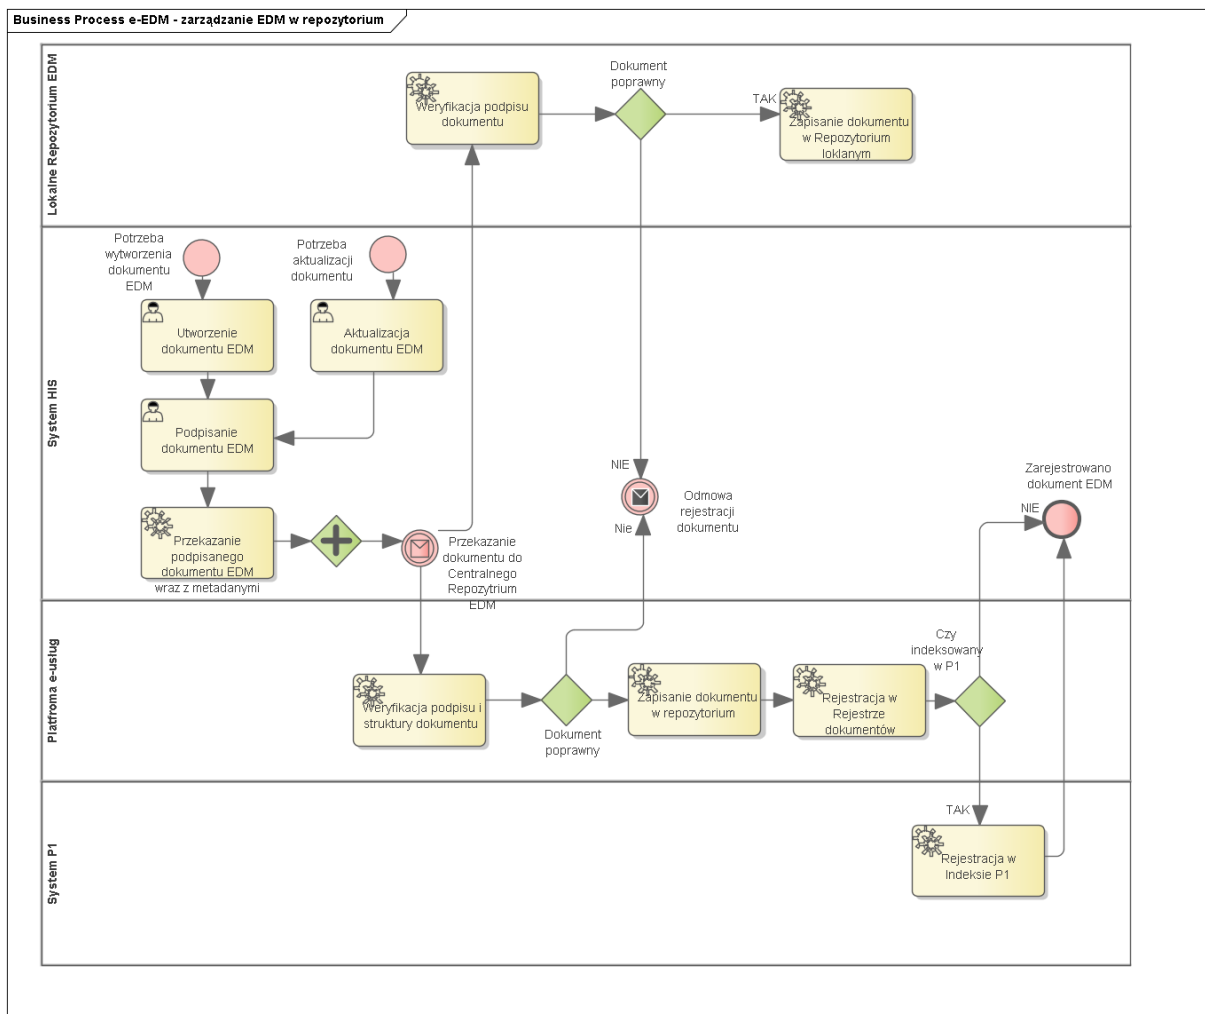 Business Process e-EDM - zarządzanie EDM w repozytorium
Lokalne Repozytorium EDM
Weryfikacja podpisu
dokumentu
Dokument
poprawny
TAK
Zapisanie dokumentu
w Repozytorium
loklanym
System HIS
Potrzeba
wytworzenia
dokumentu
EDM
Potrzeba
aktualizacji
dokumentu
Utworzenie
dokumentu EDM
Aktualizacja
dokumentu EDM
Podpisanie
dokumentu EDM
Przekazanie
podpisanego
dokumentu EDM
wraz z metadanymi
Przekazanie
dokumentu do
Centralnego
Repozytrium
EDM
NIE
Odmowa
rejestracji
dokumentu
Nie
Zarejestrowano
dokument EDM
NIE
Platfroma e-usług
Weryfikacja podpisu i
struktury dokumentu
Dokument
poprawny
Zapisanie dokumentu
w repozytorium
Rejestracja w
Rejestrze
dokumentów
Czy
indeksowany
w P1
System P1
TAK
Rejestracja w
Indeksie P1